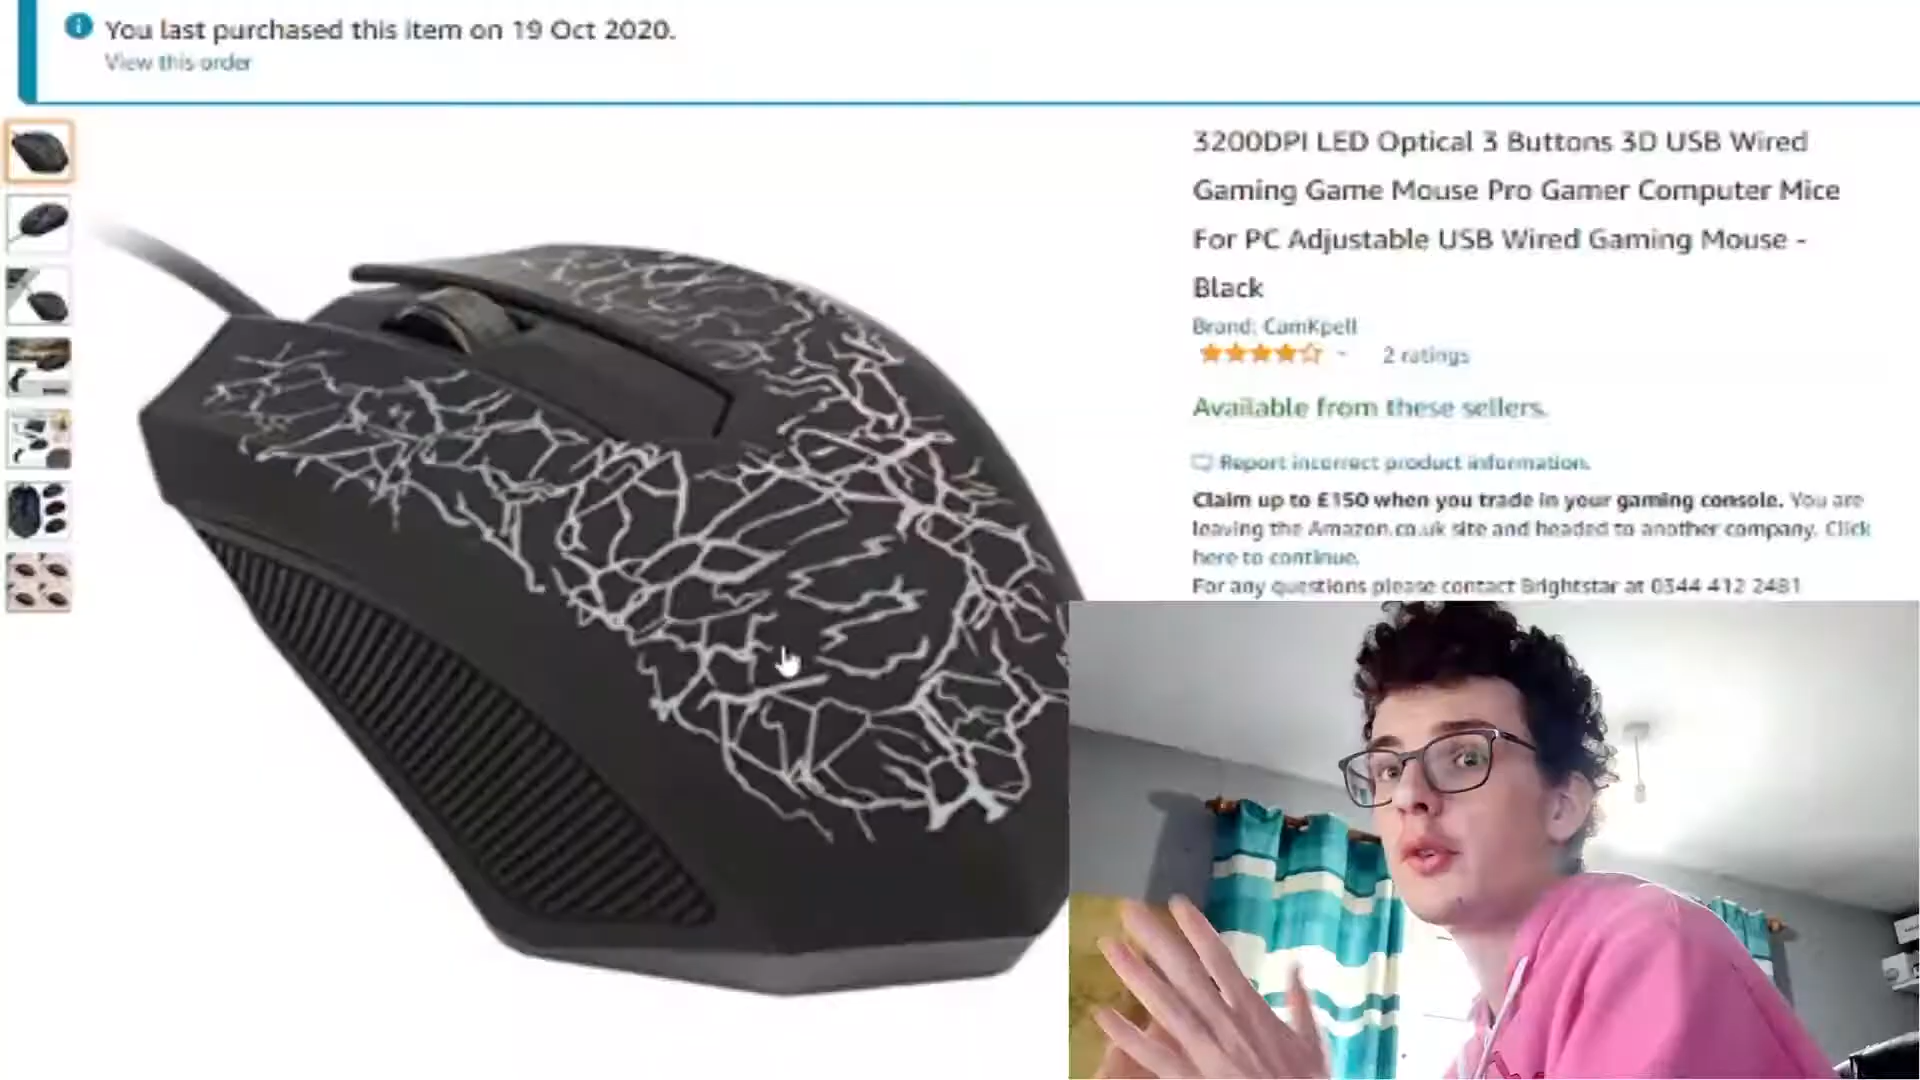 You last purchased this item on 19 Oct 2020.
View this order
3200DPI LED Optical 3 Buttons 3D USB Wired
Gaming Game Mouse Pro Gamer Computer Mice
For PC Adjustable USB Wired Gaming Mouse -
Black
Brand: CamKpell
2 ratings
Available from these sellers.
Report incorrect product information.
Claim up to £150 when you trade in your gaming console. You are
leaving the Amazon.co.uk site and headed to another company. Click
here to continue.
For any questions please contact Brightstar at 0344 412 2481